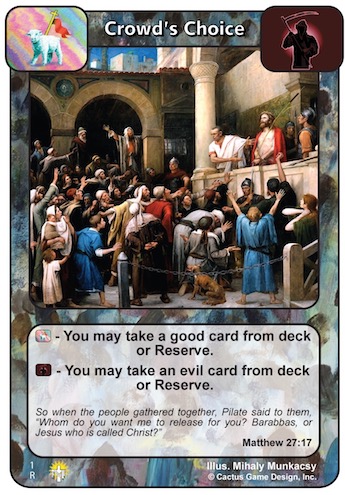 Crowd's Choice
- You may take a good card from deck
or Reserve.
- You may take an evil card from deck
or Reserve.
So when the people gathered together, Pilate said to them,
"Whom do you want me to release for you? Barabbas, or
Jesus who is called Christ?"
Matthew 27:17
1
R
Illus. Mihaly Munkacsy
© Cactus Game Design, Inc.